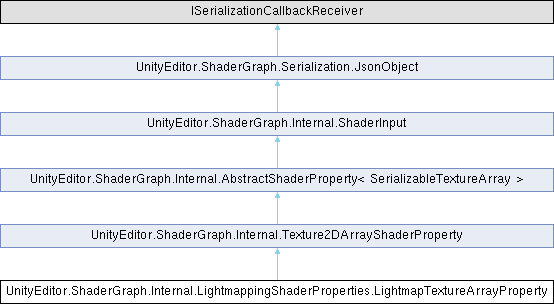 ISerializationCallbackReceiver
UnityEditor.ShaderGraph.Serialization.JsonObject
UnityEditor.ShaderGraph.Internal.ShaderInput
UnityEditor.ShaderGraph.Internal.AbstractShaderProperty< SerializableTextureArray >
UnityEditor.ShaderGraph.Internal.Texture2DArrayShaderProperty
UnityEditor.ShaderGraph.Internal.LightmappingShaderProperties.LightmapTextureArrayProperty